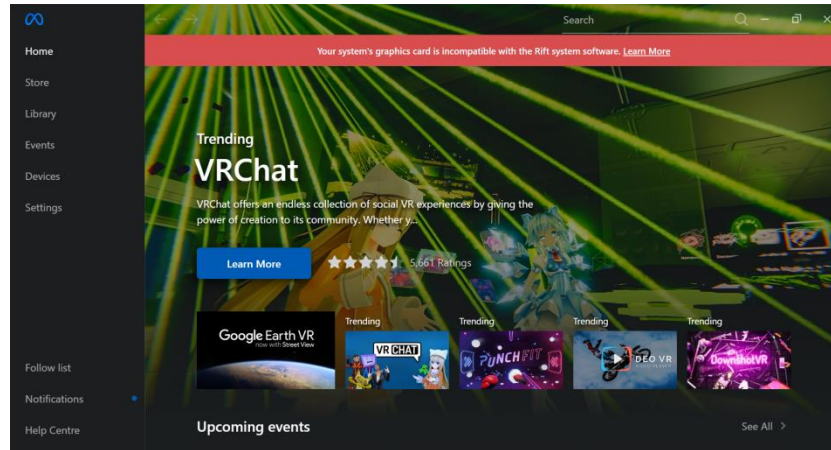 Search
Your system's graphics card is incompatible with the Rift system software. Learn More
Home
Store
Library
Events
Devices
Settings
Follow list
Notifications
Help Centre
Trending
VRChat
VRChat offers an endless collection of social VR experiences by giving the
power of creation to its community. Whether y...
Learn More
5,661 Ratings
Google Earth VR
now with Street View
Trending
VRCHAT
Trending
PUNCHFIT
Trending
DEO VR
VIDEO PLAYER
Trending
DownshotVR
Upcoming events
See All